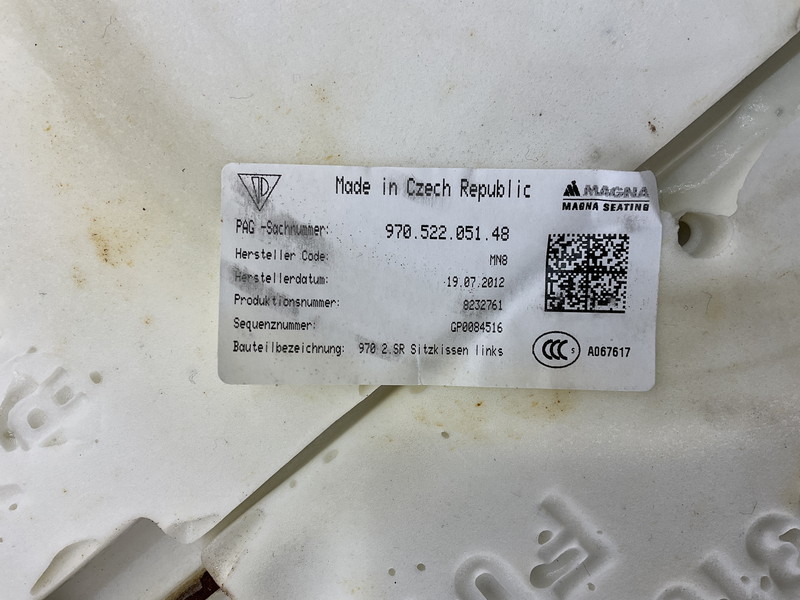 Made in Czech Republic
MAGNA
MAGNA SEATING
PAG -Sachnummer: 970.522.051.48
Hersteller Code: MN8
Herstellerdatum: 19.07.2012
Produktionsnummer: 8232761
Sequenznummer: GP0084516
Bauteilbezeichnung: 970 2.SR Sitzkissen links
CCC S A067617